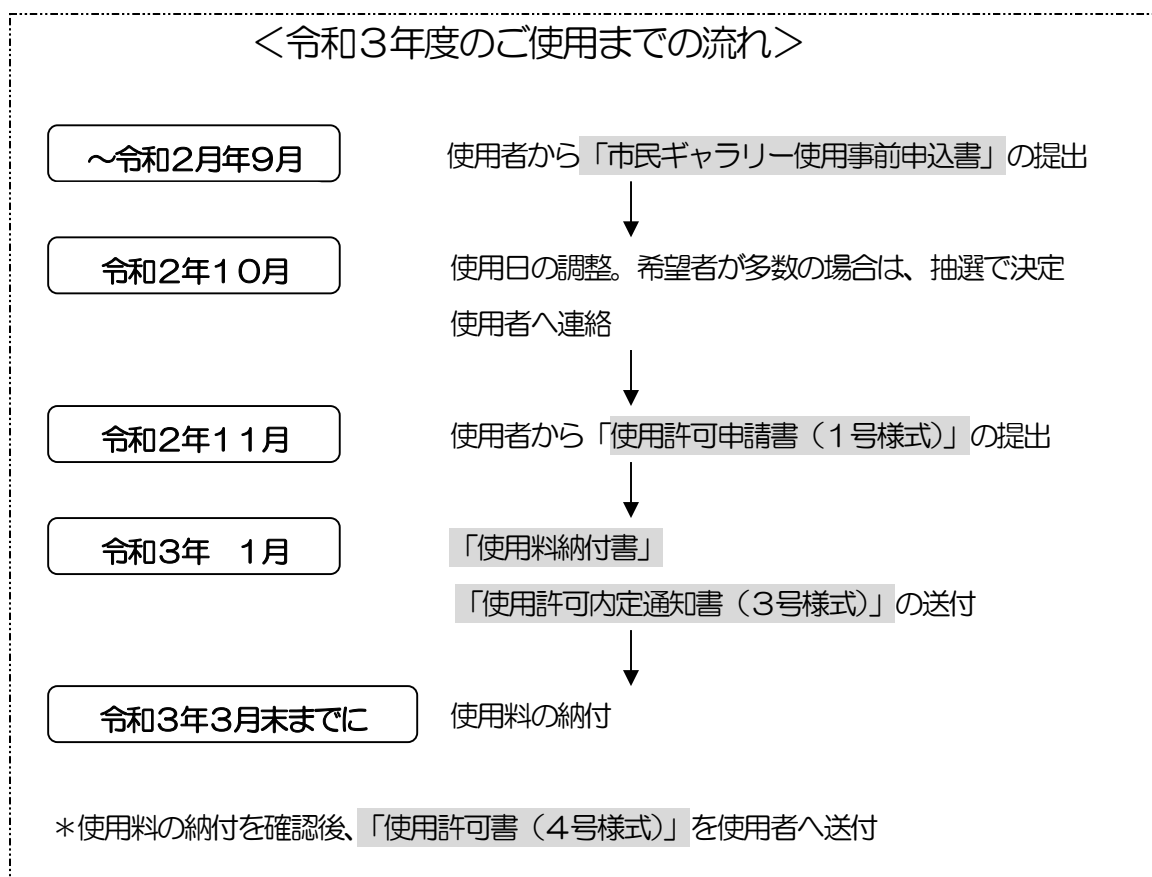 ＜令和３年度のご使用までの流れ＞
～令和２月年９月
使用者から「市民ギャラリー使用事前申込書」の提出
令和２年１０月
使用日の調整。希望者が多数の場合は、抽選で決定
使用者へ連絡
令和２年１１月
使用者から「使用許可申請書（１号様式）」の提出
令和３年　１月
「使用料納付書」
「使用許可内定通知書（３号様式）」の送付
令和３年３月末までに
使用料の納付
＊使用料の納付を確認後、「使用許可書（４号様式）」を使用者へ送付